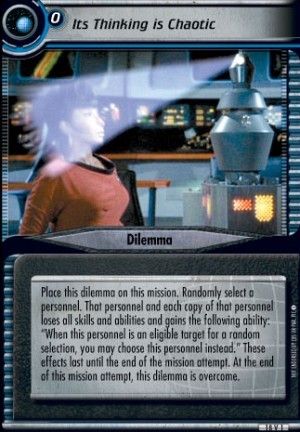 0
Its Thinking is Chaotic
Dilemma
Place this dilemma on this mission. Randomly select a
personnel. That personnel and each copy of that personnel
loses all skills and abilities and gains the following ability:
"When this personnel is an eligible target for a random
selection, you may choose this personnel instead." These
effects last until the end of the mission attempt. At the end
of this mission attempt, this dilemma is overcome.
18 V 1